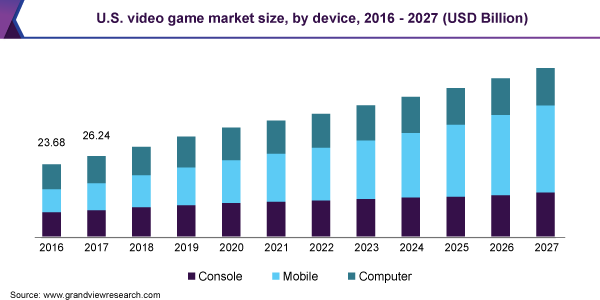 U.S. video game market size, by device, 2016 - 2027 (USD Billion)
23.68
26.24
2016 2017 2018 2019 2020 2021 2022 2023 2024 2025 2026 2027
Console Mobile Computer
Source: www.grandviewresearch.com